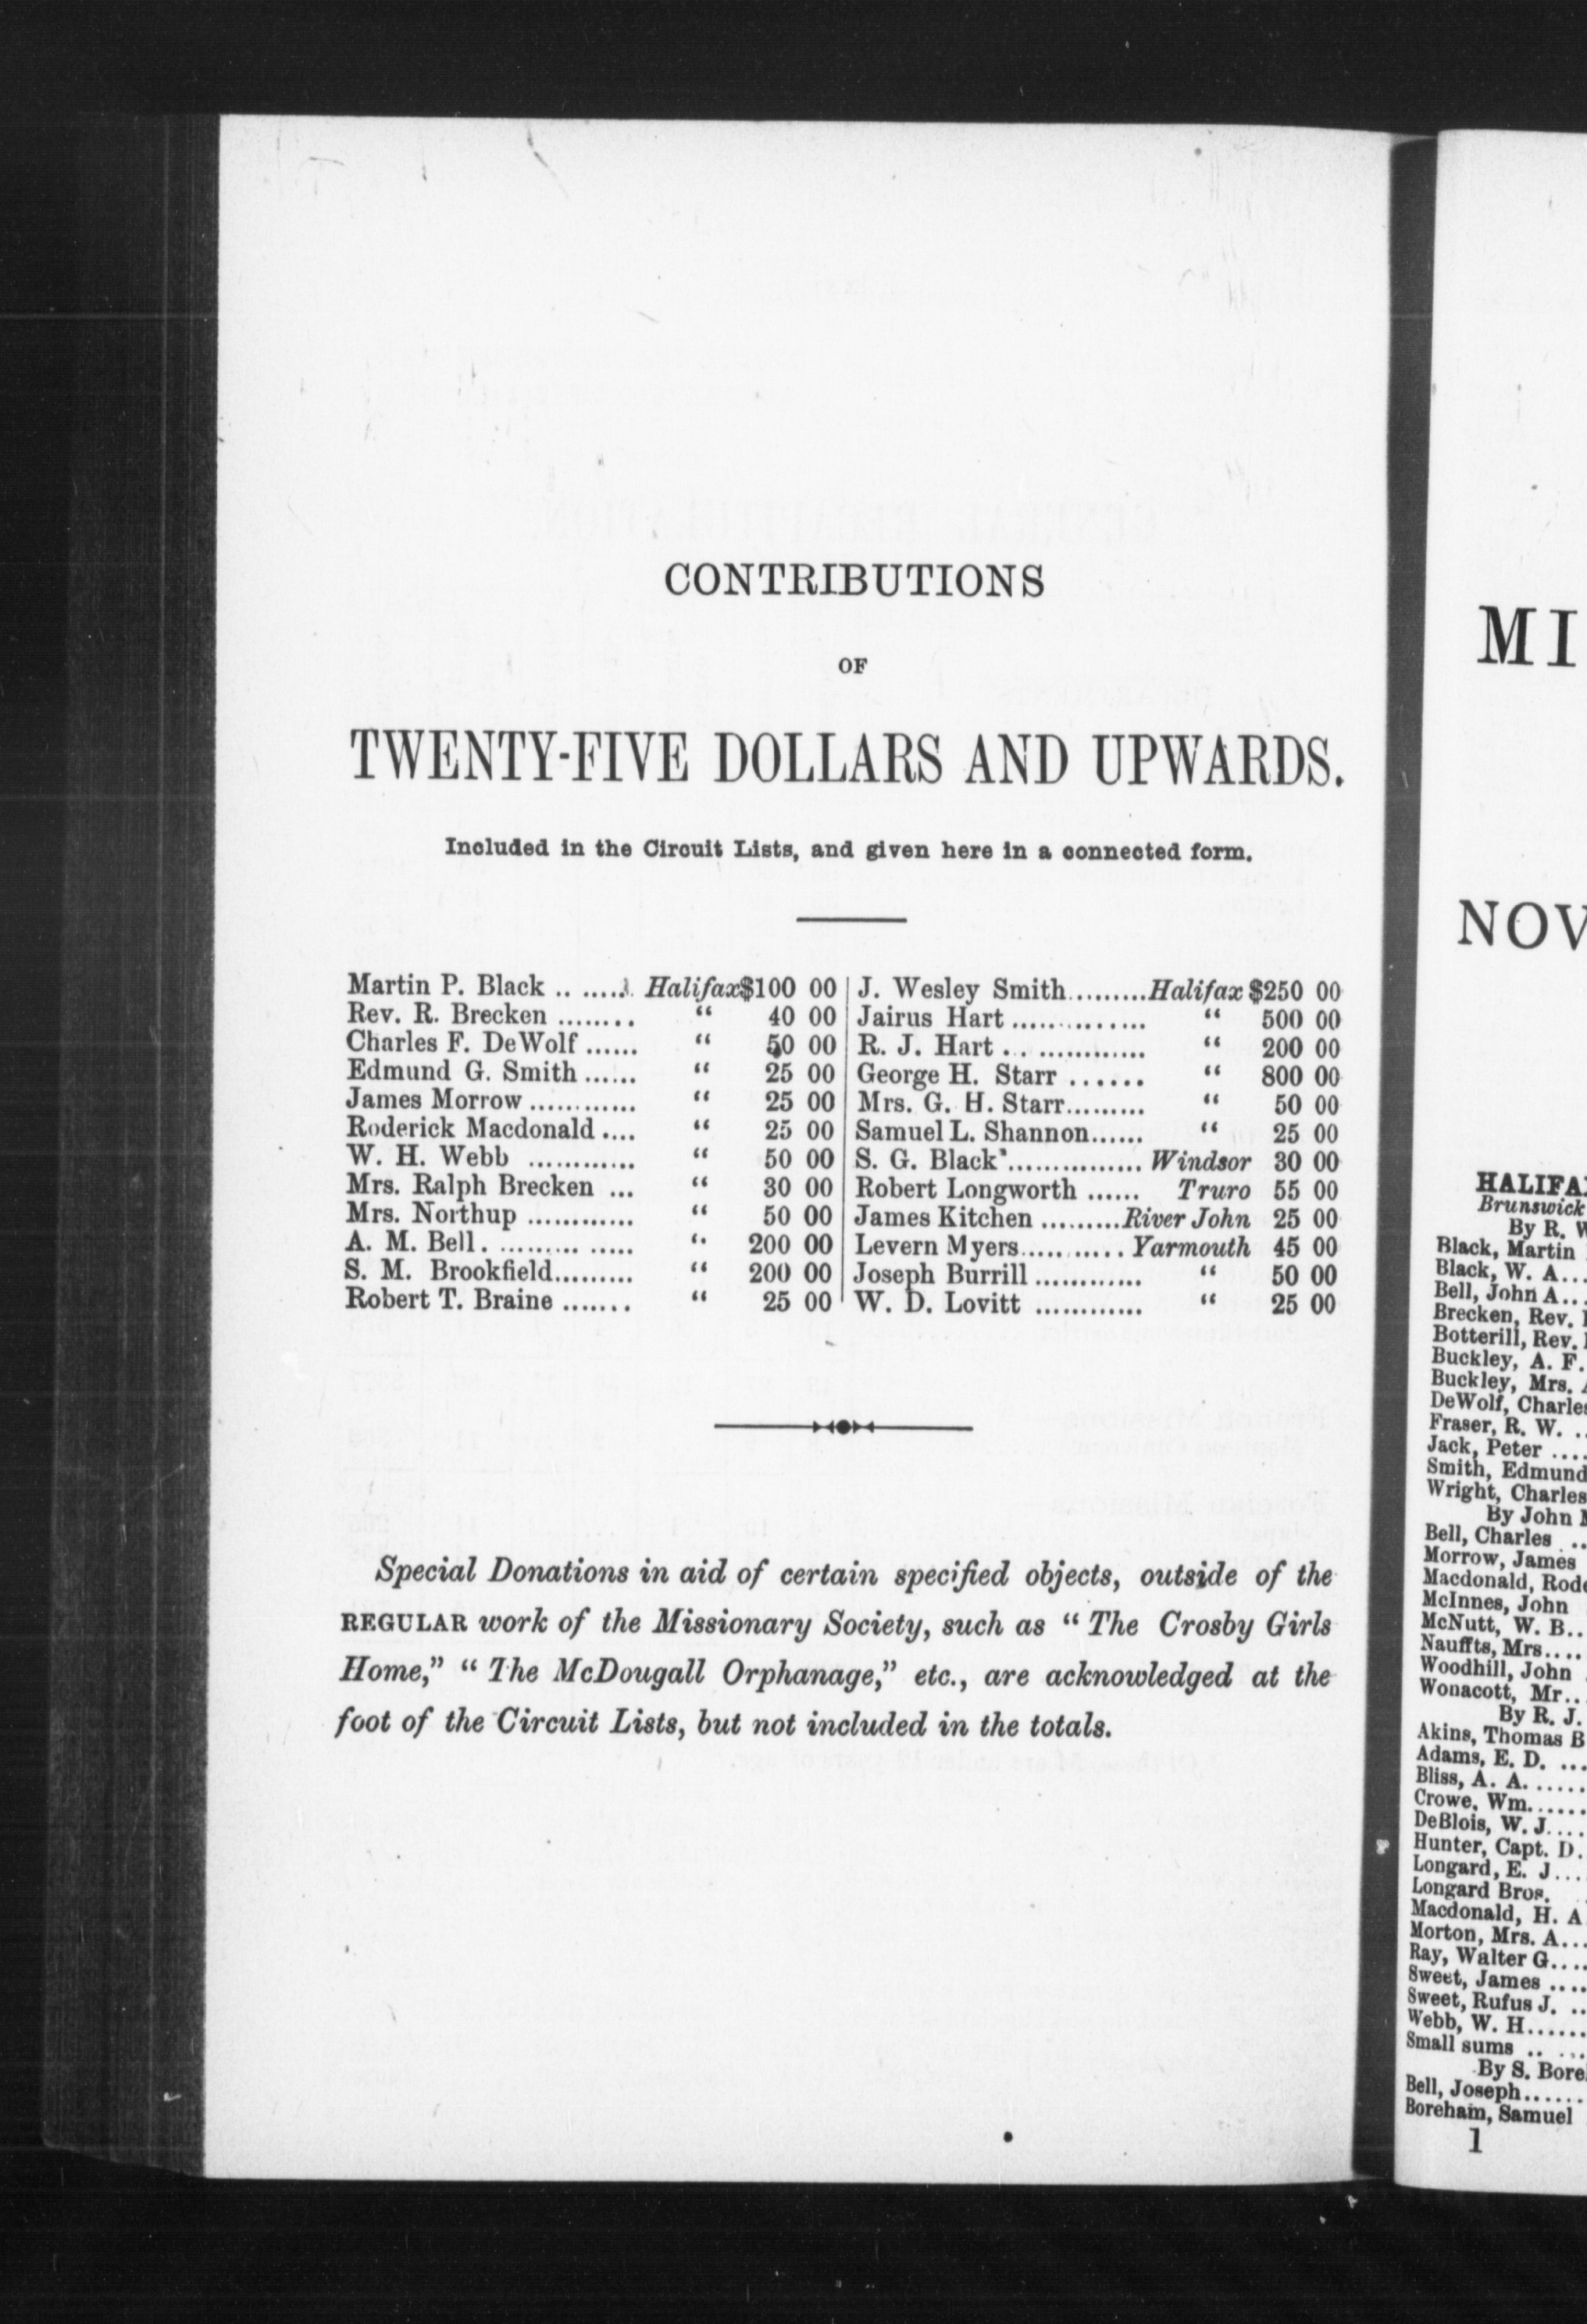 CONTRIBUTIONS
OF
TWENTY-FIVE DOLLARS AND UPWARDS.
Included in the Circuit Lists, and given here in a connected form.
Martin P. Black .. ...... Halifax $100 00
Rev. R. Brecken ........ “ 40 00
Charles F. DeWolf ...... “ 50 00
Edmund G. Smith ...... “ 25 00
James Morrow ............ “ 25 00
Roderick Macdonald .... “ 25 00
W. H. Webb ............ “ 50 00
Mrs. Ralph Brecken ... “ 30 00
Mrs. Northup ............ “ 50 00
A. M. Bell. .......... ..... “ 200 00
S. M. Brookfield......... “ 200 00
Robert T. Braine ....... “ 25 00
J. Wesley Smith.........Halifax $250 00
Jairus Hart .............. “ 500 00
R. J. Hart .. ............. “ 200 00
George H. Starr ...... “ 800 00
Mrs. G. H. Starr......... “ 50 00
Samuel L. Shannon...... “ 25 00
S. G. Black............... Windsor 30 00
Robert Longworth ...... Truro 55 00
James Kitchen .........River John 25 00
Levern Myers........... Yarmouth 45 00
Joseph Burrill ............ “ 50 00
W. D. Lovitt ............ “ 25 00
Special Donations in aid of certain specified objects, outside of the
REGULAR work of the Missionary Society, such as “ The Crosby Girls
Home,” “ The McDougall Orphanage,” etc., are acknowledged at the
foot of the Circuit Lists, but not included in the totals.
MI
NOV
HALIFA
Brunswick
By R. W
Black, Martin
Black, W. A...
Bell, John A...
Brecken, Rev.
Botterill, Rev.
Buckley, A. F.
Buckley, Mrs.
DeWolf, Charles
Fraser, R. W. ..
Jack, Peter ....
Smith, Edmund
Wright, Charles
By John
Bell, Charles ..
Morrow, James
Macdonald, Rod
McInnes, John
McNutt, W. B..
Nauffts, Mrs....
Woodhill, John
Wonacott, Mr..
By R. J.
Akins, Thomas B
Adams, E. D. ...
Bliss, A. A. .....
Crowe, Wm......
DeBlois, W. J....
Hunter, Capt. D.
Longard, E. J....
Longard Bros.
Macdonald, H. A
Morton, Mrs. A...
Ray, Walter G....
Sweet, James ....
Sweet, Rufus J. ..
Webb, W. H......
Small sums .. ...
By S. Bore
Bell, Joseph......
Boreham, Samuel
1